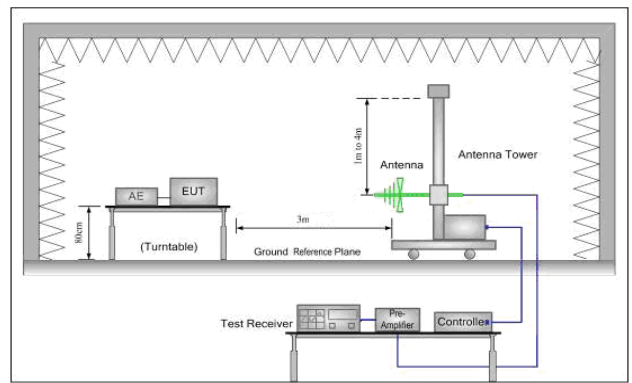 1m to 4m
Antenna
Antenna Tower
AE
EUT
80cm
(Turntable)
3m
Ground Reference Plane
Test Receiver
Pre-
Amplifier
Controller